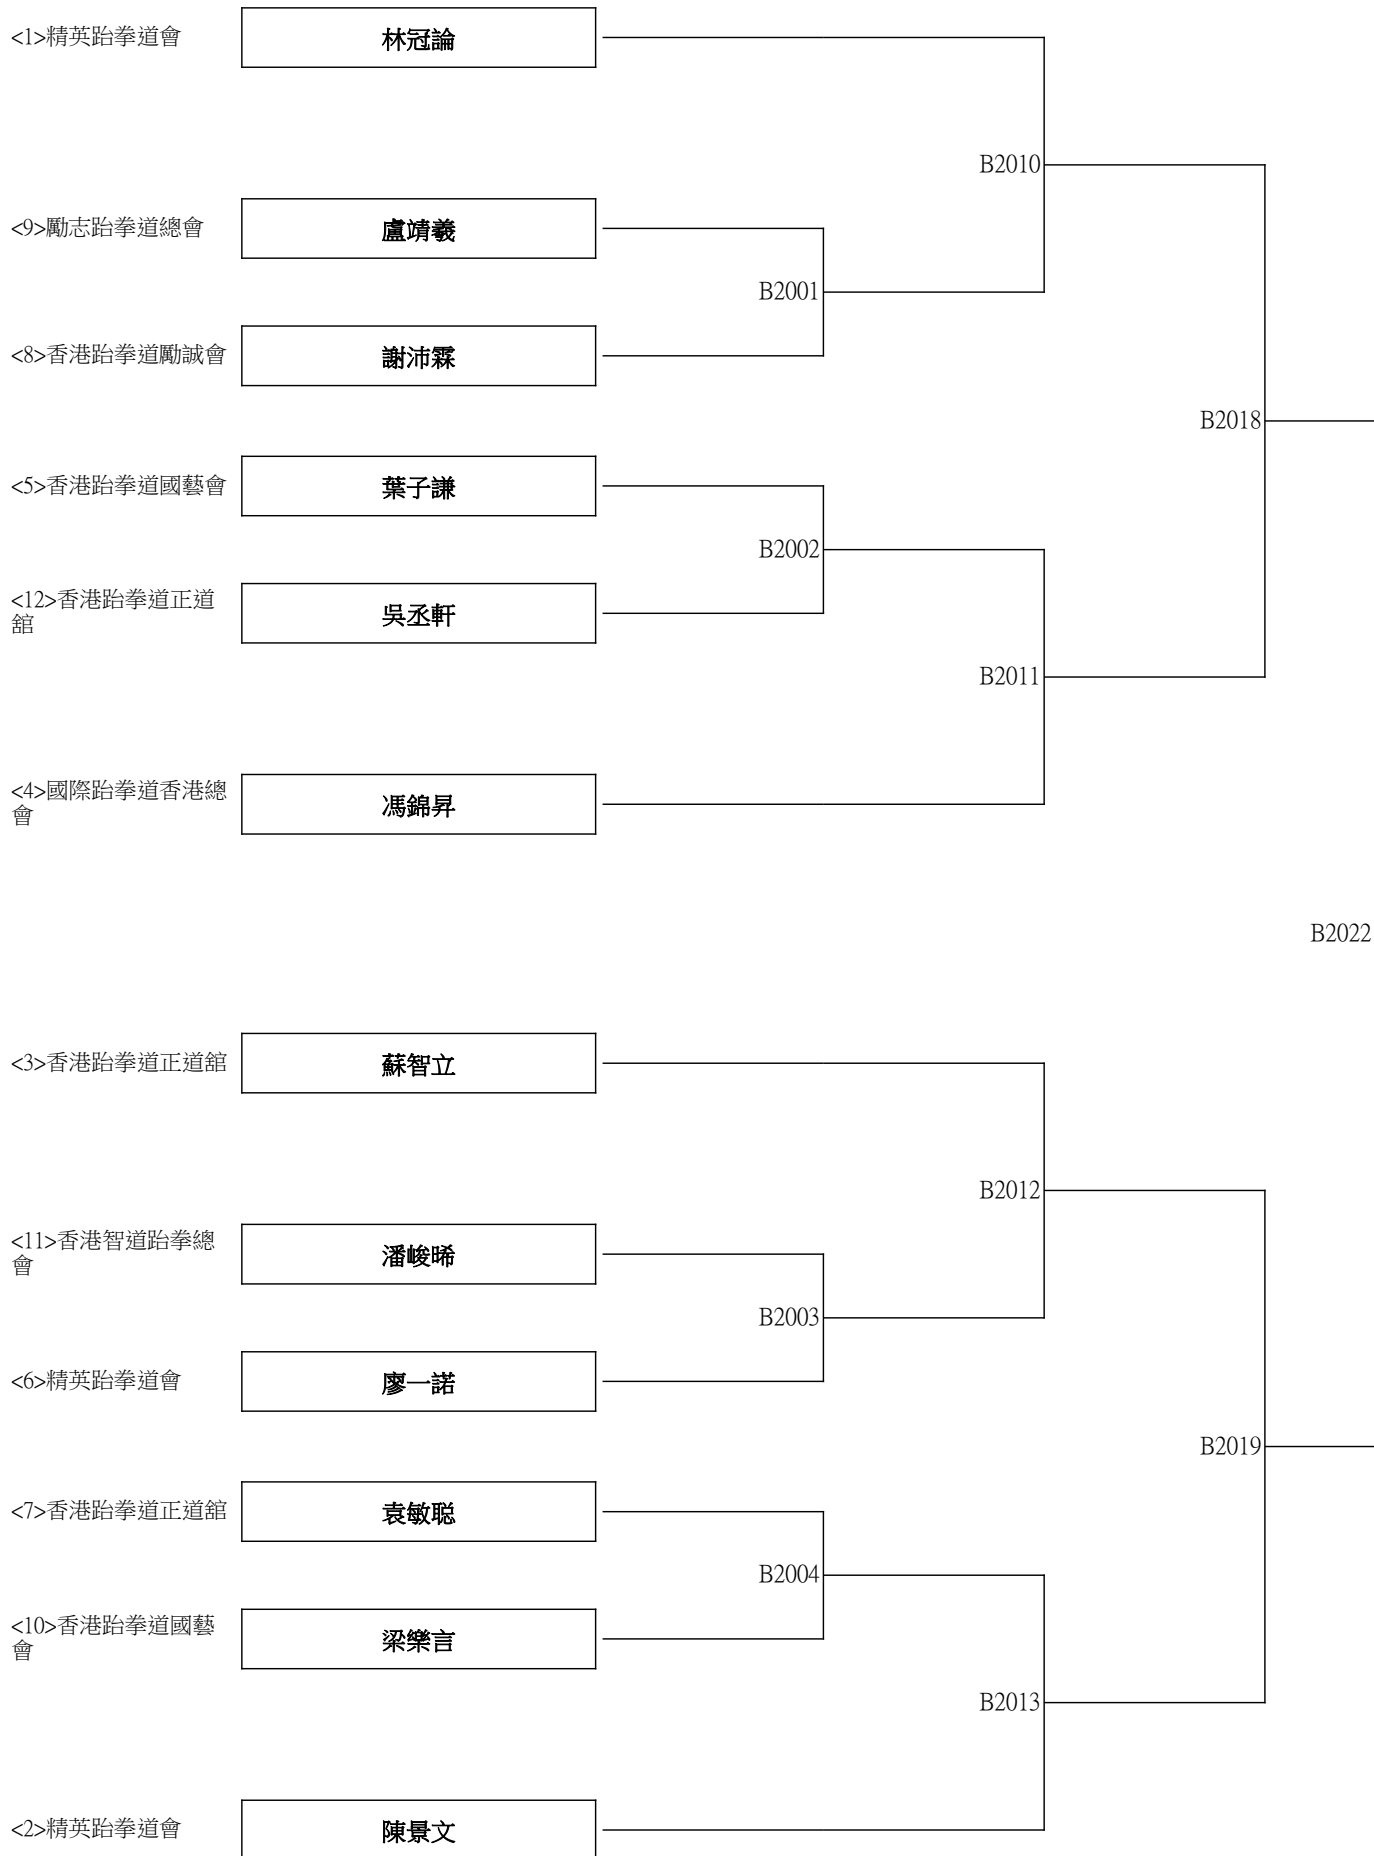 <1>精英跆拳道會
林冠論
B2010
<9>勵志跆拳道總會
盧靖羲
B2001
<8>香港跆拳道勵誠會
謝沛霖
B2018
<5>香港跆拳道國藝會
葉子謙
B2002
<12>香港跆拳道正道
舘
吳丞軒
B2011
<4>國際跆拳道香港總
會
馮錦昇
B2022
<3>香港跆拳道正道舘
蘇智立
B2012
<11>香港智道跆拳總
會
潘峻晞
B2003
<6>精英跆拳道會
廖一諾
B2019
<7>香港跆拳道正道舘
袁敏聡
B2004
<10>香港跆拳道國藝
會
梁樂言
B2013
<2>精英跆拳道會
陳景文